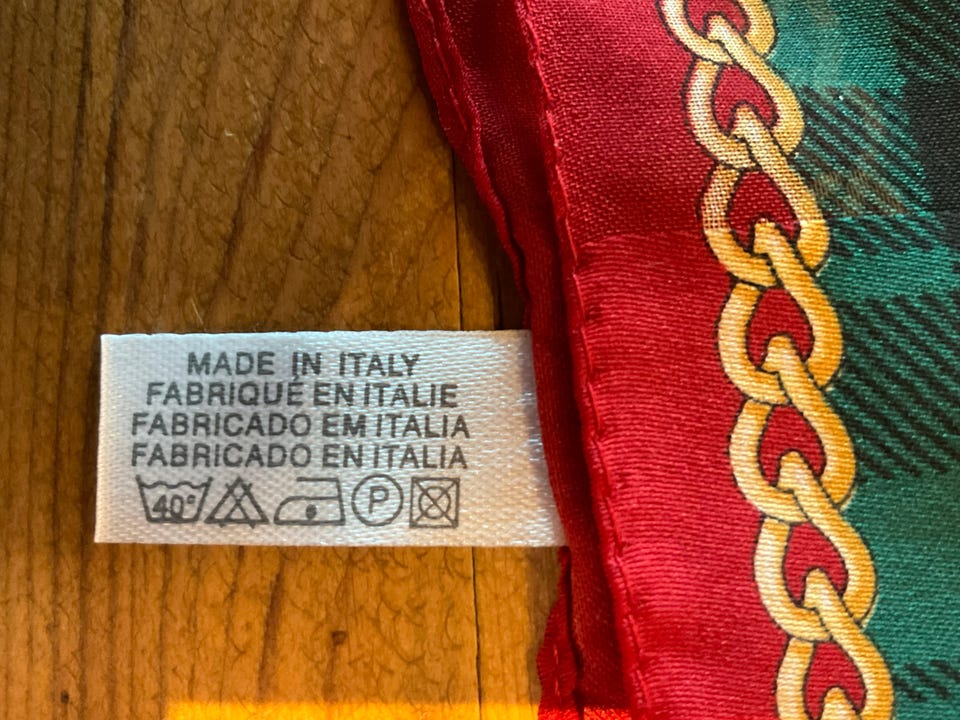 MADE IN ITALY
FABRIQUÉ EN ITALIE
FABRICADO EM ITALIA
FABRICADO EN ITALIA
40° P